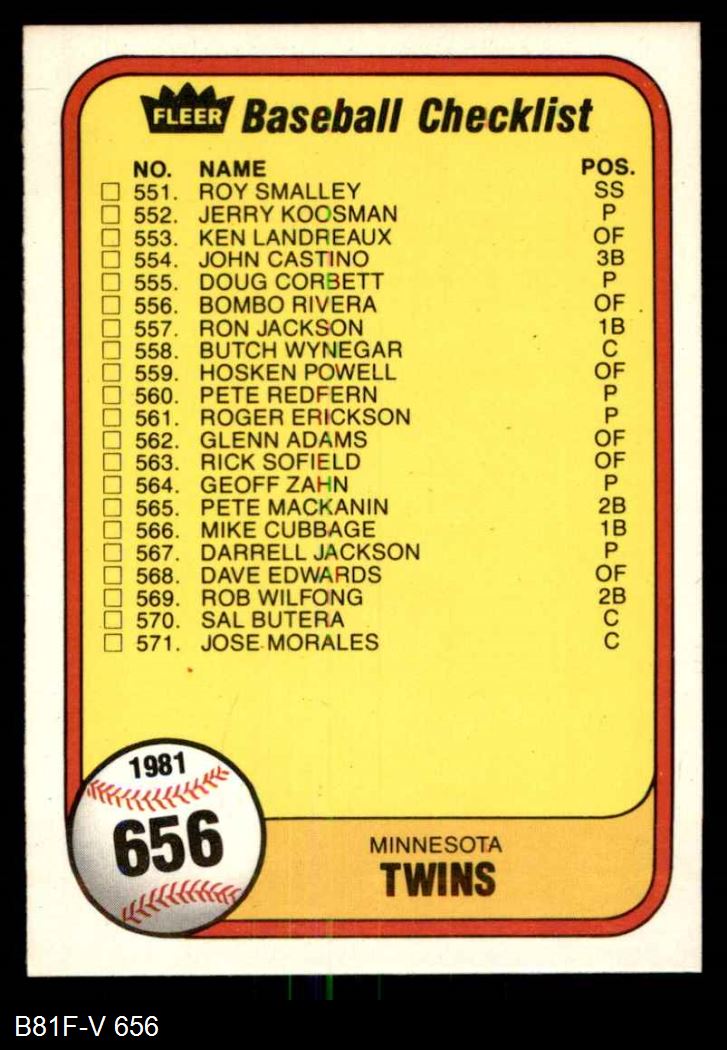 FLEER Baseball Checklist
NO. NAME POS.
551. ROY SMALLEY SS
552. JERRY KOOSMAN P
553. KEN LANDREAUX OF
554. JOHN CASTINO 3B
555. DOUG CORBETT P
556. BOMBO RIVERA OF
557. RON JACKSON 1B
558. BUTCH WYNEGAR C
559. HOSKEN POWELL OF
560. PETE REDFERN P
561. ROGER ERICKSON P
562. GLENN ADAMS OF
563. RICK SOFIELD OF
564. GEOFF ZAHN P
565. PETE MACKANIN 2B
566. MIKE CUBBAGE 1B
567. DARRELL JACKSON P
568. DAVE EDWARDS OF
569. ROB WILFONG 2B
570. SAL BUTERA C
571. JOSE MORALES C
1981
656
MINNESOTA
TWINS
B81F-V 656